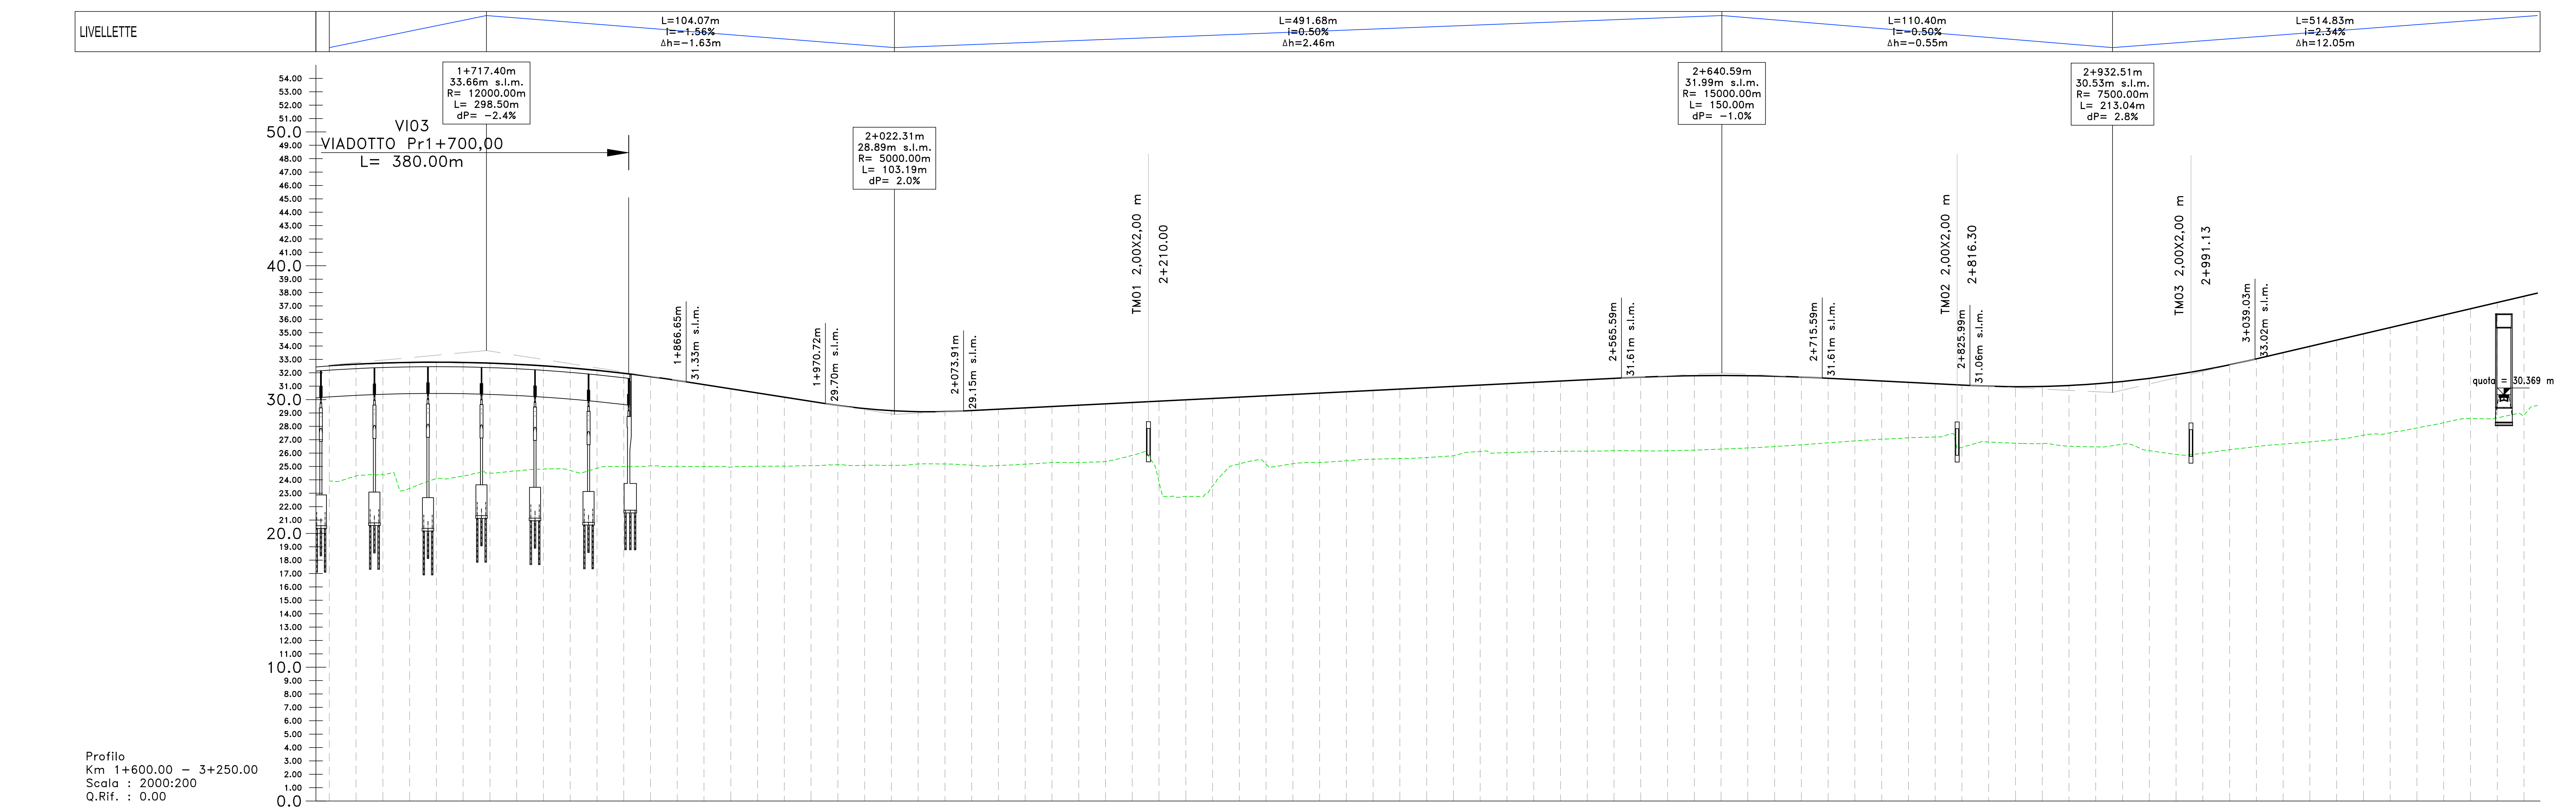 LIVELLETTE
L=104.07m
i=-1.56%
Δh=-1.63m
L=491.68m
i=0.50%
Δh=2.46m
L=110.40m
i=-0.50%
Δh=-0.55m
L=514.83m
i=2.34%
Δh=12.05m
1+717.40m
33.66m s.l.m.
R= 12000.00m
L= 298.50m
dP= -2.4%
2+022.31m
28.89m s.l.m.
R= 5000.00m
L= 103.19m
dP= 2.0%
2+640.59m
31.99m s.l.m.
R= 15000.00m
L= 150.00m
dP= -1.0%
2+932.51m
30.53m s.l.m.
R= 7500.00m
L= 213.04m
dP= 2.8%
VI03
VIADOTTO Pr1+700,00
L= 380.00m
54.00
53.00
52.00
51.00
50.0
49.00
48.00
47.00
46.00
45.00
44.00
43.00
42.00
41.00
40.0
39.00
38.00
37.00
36.00
35.00
34.00
33.00
32.00
31.00
30.0
29.00
28.00
27.00
26.00
25.00
24.00
23.00
22.00
21.00
20.0
19.00
18.00
17.00
16.00
15.00
14.00
13.00
12.00
11.00
10.0
9.00
8.00
7.00
6.00
5.00
4.00
3.00
2.00
1.00
0.0
1+866.65m
31.33m s.l.m.
1+970.72m
29.70m s.l.m.
2+073.91m
29.15m s.l.m.
TM01 2,00X2,00 m
2+210.00
2+565.59m
31.61m s.l.m.
2+715.59m
31.61m s.l.m.
TM02 2,00X2,00 m
2+816.30
2+825.99m
31.06m s.l.m.
TM03 2,00X2,00 m
2+991.13
3+039.03m
33.02m s.l.m.
quota = 30,369 m
Profilo
Km 1+600.00 - 3+250.00
Scala : 2000:200
Q.Rif. : 0.00